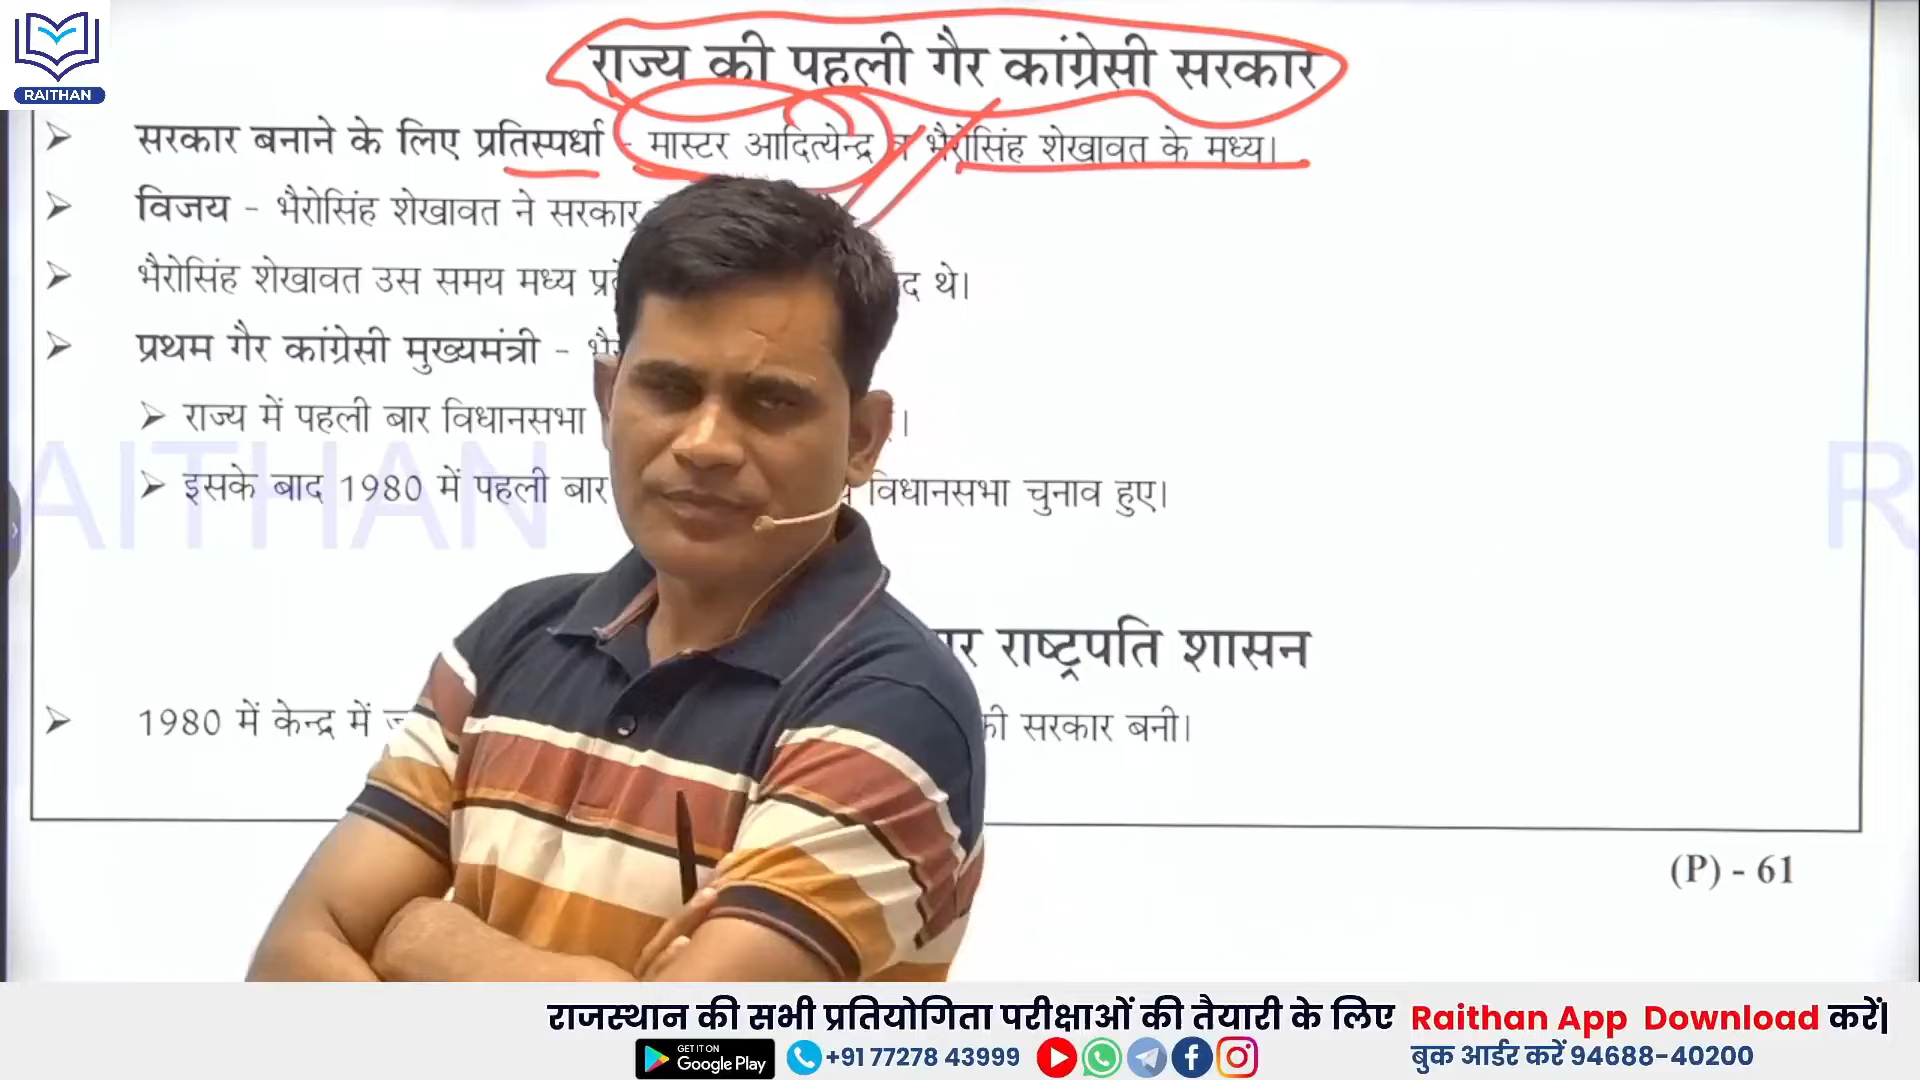 RAITHAN
राज्य की पहली गैर कांग्रेसी सरकार
➢ सरकार बनाने के लिए प्रतिस्पर्धा - मास्टर आदित्येन्द्र व भैरोसिंह शेखावत के मध्य।
➢ विजय - भैरोसिंह शेखावत ने सरकार
➢ भैरोसिंह शेखावत उस समय मध्य थे।
➢ प्रथम गैर कांग्रेसी मुख्यमंत्री -
➢ राज्य में पहली बार विधानसभा
➢ इसके बाद 1980 में पहली बार विधानसभा चुनाव हुए।
राष्ट्रपति शासन
➢ 1980 में केन्द्र में की सरकार बनी।
(P) - 61
राजस्थान की सभी प्रतियोगिता परीक्षाओं की तैयारी के लिए Raithan App Download करें|
GET IT ON Google Play +91 77278 43999 बुक आर्डर करें 94688-40200